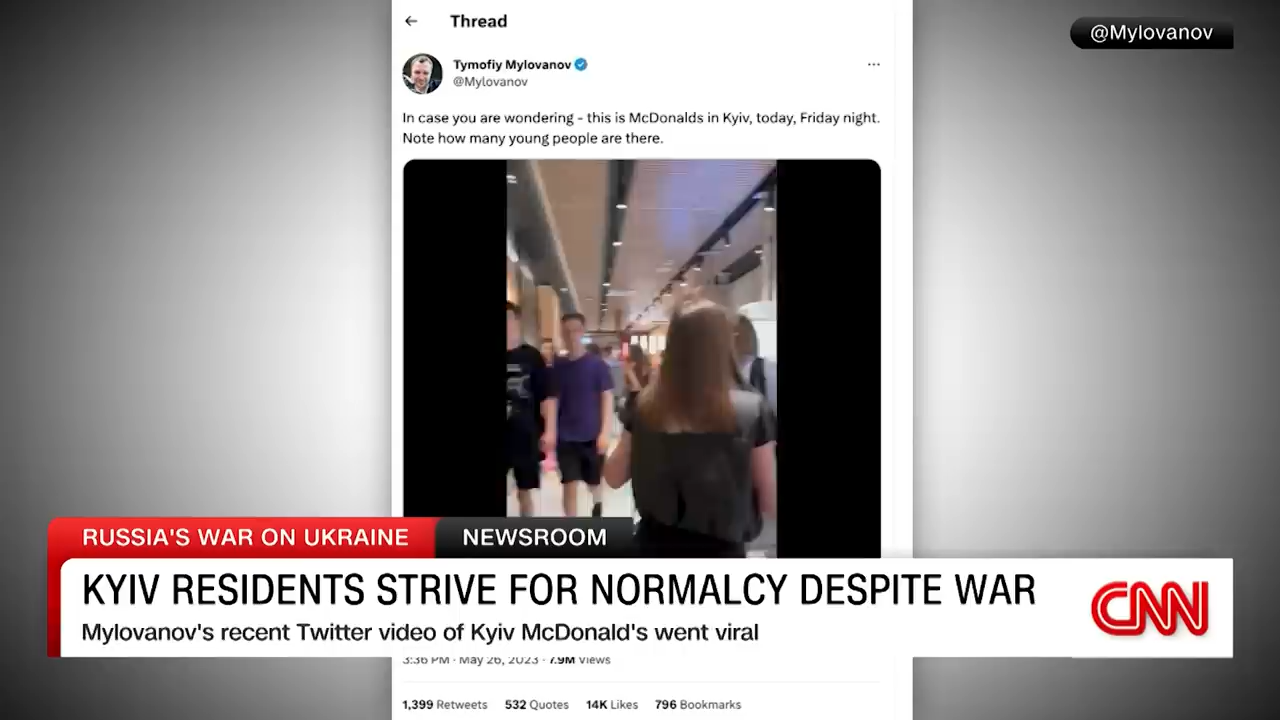 Thread
@Mylovanov
Tymofiy Mylovanov
@Mylovanov
In case you are wondering - this is McDonalds in Kyiv, today, Friday night.
Note how many young people are there.
RUSSIA'S WAR ON UKRAINE
NEWSROOM
KYIV RESIDENTS STRIVE FOR NORMALCY DESPITE WAR
Mylovanov's recent Twitter video of Kyiv McDonald's went viral
CNN
3:36 PM · May 26, 2023 · 7.9M Views
1,399 Retweets 532 Quotes 14K Likes 796 Bookmarks